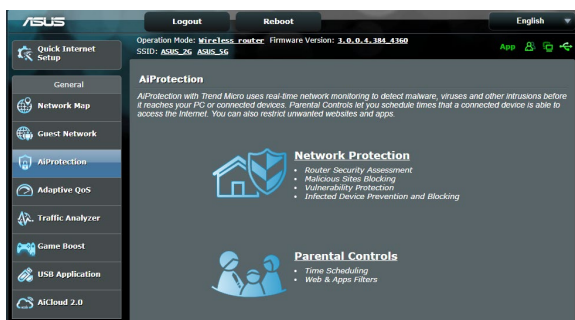 ASUS
Logout
Reboot
English
Quick Internet
Setup
Operation Mode: Wireless router Firmware Version: 3.0.0.4.384_4360
SSID: ASUS_2G ASUS_5G
App
General
Network Map
Guest Network
AiProtection
Adaptive QoS
Traffic Analyzer
Game Boost
USB Application
AiCloud 2.0
AiProtection
AiProtection with Trend Micro uses real-time network monitoring to detect malware, viruses and other intrusions before
it reaches your PC or connected devices. Parental Controls let you schedule times that a connected device is able to
access the Internet. You can also restrict unwanted websites and apps.
Network Protection
• Router Security Assessment
• Malicious Sites Blocking
• Vulnerability Protection
• Infected Device Prevention and Blocking
Parental Controls
• Time Scheduling
• Web & Apps Filters